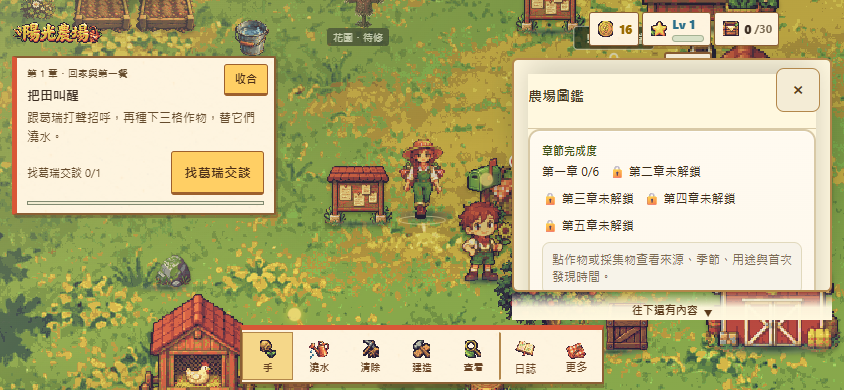 陽光農場
花圃 · 待修
16
Lv 1
0/30
第 1 章 · 回家與第一餐
收合
把田叫醒
跟葛瑞打聲招呼，再種下三格作物，替它們
澆水。
找葛瑞交談 0/1
找葛瑞交談
農場圖鑑
×
章節完成度
第一章 0/6 第二章未解鎖
第三章未解鎖 第四章未解鎖
第五章未解鎖
點作物或採集物查看來源、季節、用途與首次
發現時間。
往下還有內容 ▼
手
澆水
清除
建造
查看
日誌
更多